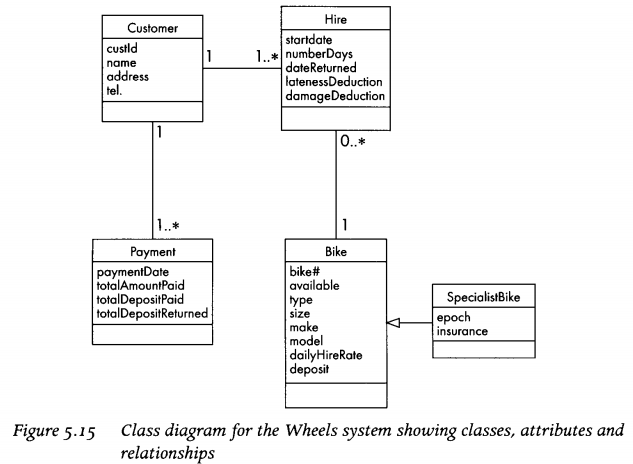 Customer
custId
name
address
tel.
1
1..*
Hire
startdate
numberDays
dateReturned
latenessDeduction
damageDeduction
1
1..*
0..*
1
Payment
paymentDate
totalAmountPaid
totalDepositPaid
totalDepositReturned
Bike
bike#
available
type
size
make
model
dailyHireRate
deposit
SpecialistBike
epoch
insurance
Figure 5.15 Class diagram for the Wheels system showing classes, attributes and
relationships